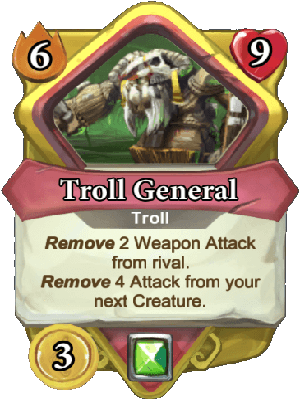 6
9
Troll General
Troll
Remove 2 Weapon Attack
from rival.
Remove 4 Attack from your
next Creature.
3